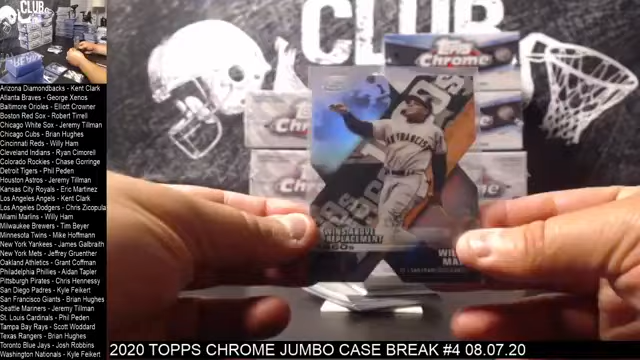 CLUB
Topps
Chrome
SAN FRANCISCO
WINS ABOVE
REPLACEMENT
1960s
Arizona Diamondbacks - Kent Clark
Atlanta Braves - George Xenos
Baltimore Orioles - Elliott Crowner
Boston Red Sox - Robert Tirrell
Chicago White Sox - Jeremy Tillman
Chicago Cubs - Brian Hughes
Cincinnati Reds - Willy Ham
Cleveland Indians - Ryan Cimorell
Colorado Rockies - Chase Gorringe
Detroit Tigers - Phil Peden
Houston Astros - Jeremy Tillman
Kansas City Royals - Eric Martinez
Los Angeles Angels - Kent Clark
Los Angeles Dodgers - Chris Zicopula
Miami Marlins - Willy Ham
Milwaukee Brewers - Tim Beyer
Minnesota Twins - Mike Hoffmann
New York Yankees - James Galbraith
New York Mets - Jeffrey Gruenther
Oakland Athletics - Grant Coffman
Philadelphia Phillies - Aidan Tapler
Pittsburgh Pirates - Chris Hennessy
San Diego Padres - Kyle Feikert
San Francisco Giants - Brian Hughes
Seattle Mariners - Jeremy Tillman
St. Louis Cardinals - Phil Peden
Tampa Bay Rays - Scott Woddard
Texas Rangers - Brian Hughes
Toronto Blue Jays - Josh Robbins
Washington Nationals - Kyle Feikert
2020 TOPPS CHROME JUMBO CASE BREAK #4 08.07.20